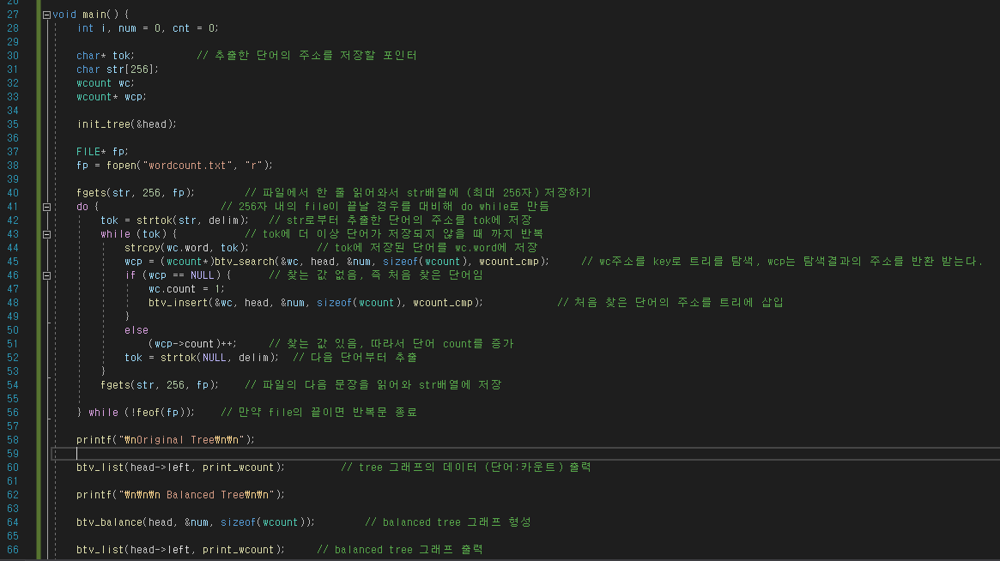 27 void main() {
28 int i, num = 0, cnt = 0;
29
30 char* tok; // 추출한 단어의 주소를 저장할 포인터
31 char str[256];
32 wcount wc;
33 wcount* wcp;
34
35 init_tree(&head);
36
37 FILE* fp;
38 fp = fopen("wordcount.txt", "r");
39
40 fgets(str, 256, fp); // 파일에서 한 줄 읽어와서 str배열에 (최대 256자) 저장하기
41 do { // 256자 내의 file이 끝날 경우를 대비해 do while로 만듬
42 tok = strtok(str, delim); // str로부터 추출한 단어의 주소를 tok에 저장
43 while (tok) { // tok에 더 이상 단어가 저장되지 않을 때 까지 반복
44 strcpy(wc.word, tok); // tok에 저장된 단어를 wc.word에 저장
45 wcp = (wcount*)btv_search(&wc, head, &num, sizeof(wcount), wcount_cmp); // wc주소를 key로 트리를 탐색, wcp는 탐색결과의 주소를 반환 받는다.
46 if (wcp == NULL) { // 찾는 값 없음, 즉 처음 찾은 단어임
47 wc.count = 1;
48 btv_insert(&wc, head, &num, sizeof(wcount), wcount_cmp); // 처음 찾은 단어의 주소를 트리에 삽입
49 }
50 else
51 (wcp->count)++; // 찾는 값 있음, 따라서 단어 count를 증가
52 tok = strtok(NULL, delim); // 다음 단어부터 추출
53 }
54 fgets(str, 256, fp); // 파일의 다음 문장을 읽어와 str배열에 저장
55
56 } while (!feof(fp)); // 만약 file의 끝이면 반복문 종료
57
58 printf("₩nOriginal Tree₩n₩n");
59
60 btv_list(head->left, print_wcount); // tree 그래프의 데이터 (단어:카운트) 출력
61
62 printf("₩n₩n₩n Balanced Tree₩n₩n");
63
64 btv_balance(head, &num, sizeof(wcount)); // balanced tree 그래프 형성
65
66 btv_list(head->left, print_wcount); // balanced tree 그래프 출력